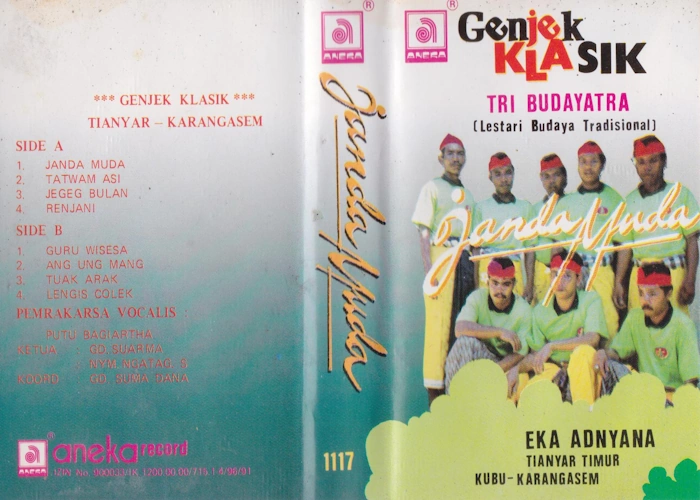 *** GENJEK KLASIK ***
TIANYAR – KARANGASEM
SIDE A
1. JANDA MUDA
2. TATWAM ASI
3. JEGEG BULAN
4. RENJANI
SIDE B
1. GURU WISESA
2. ANG UNG MANG
3. TUAK ARAK
4. LENGIS COLEK
PEMRAKARSA VOCALIS :
PUTU BAGIARTHA
KETUA : GD. SUARMA
NYM NGATAG. S
KOORD : GD. SUMA DANA
a
ANEKA
aneka record
a
ANEKA
®
Janda Muda
1117
a
ANEKA
®
Genjek
KLASIK
TRI BUDAYATRA
(Lestari Budaya Tradisional)
Janda Muda
EKA ADNYANA
TIANYAR TIMUR
KUBU-KARANGASEM